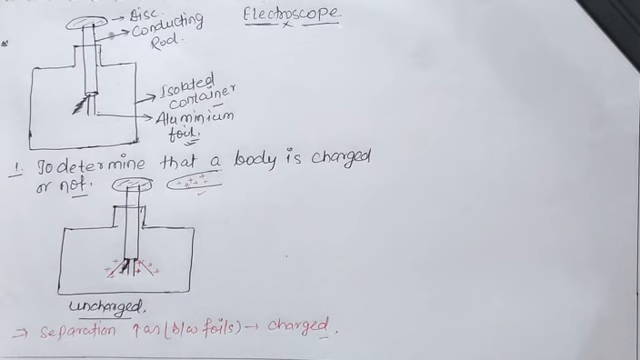 Electroscope
Disc.
Conducting
Rod.
Isolated
container
Aluminium
foil.
1. To determine that a body is charged
or not.
uncharged.
⇒ separation ↑es (b/w foils) → charged.